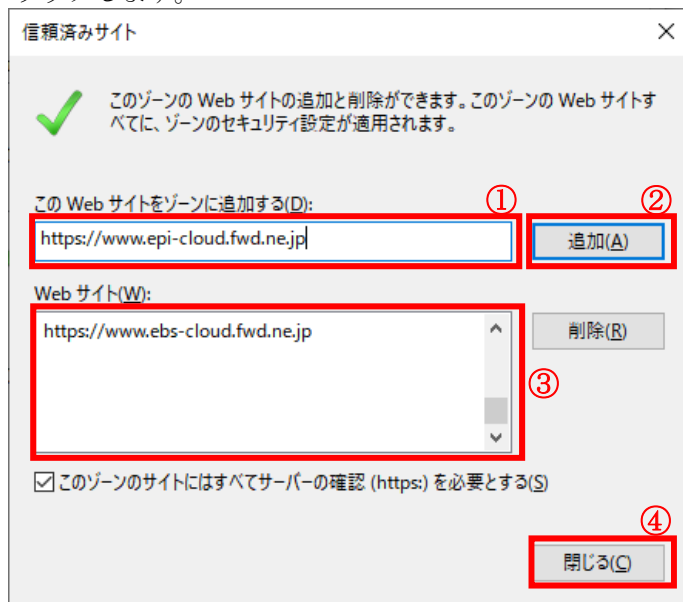 クリックします。
信頼済みサイト
このゾーンの Web サイトの追加と削除ができます。このゾーンの Web サイトす
べてに、ゾーンのセキュリティ設定が適用されます。
この Web サイトをゾーンに追加する(D):
①
②
https://www.epi-cloud.fwd.ne.jp
追加(A)
Web サイト(W):
https://www.ebs-cloud.fwd.ne.jp
削除(R)
③
このゾーンのサイトにはすべてサーバーの確認 (https:) を必要とする(S)
④
閉じる(C)